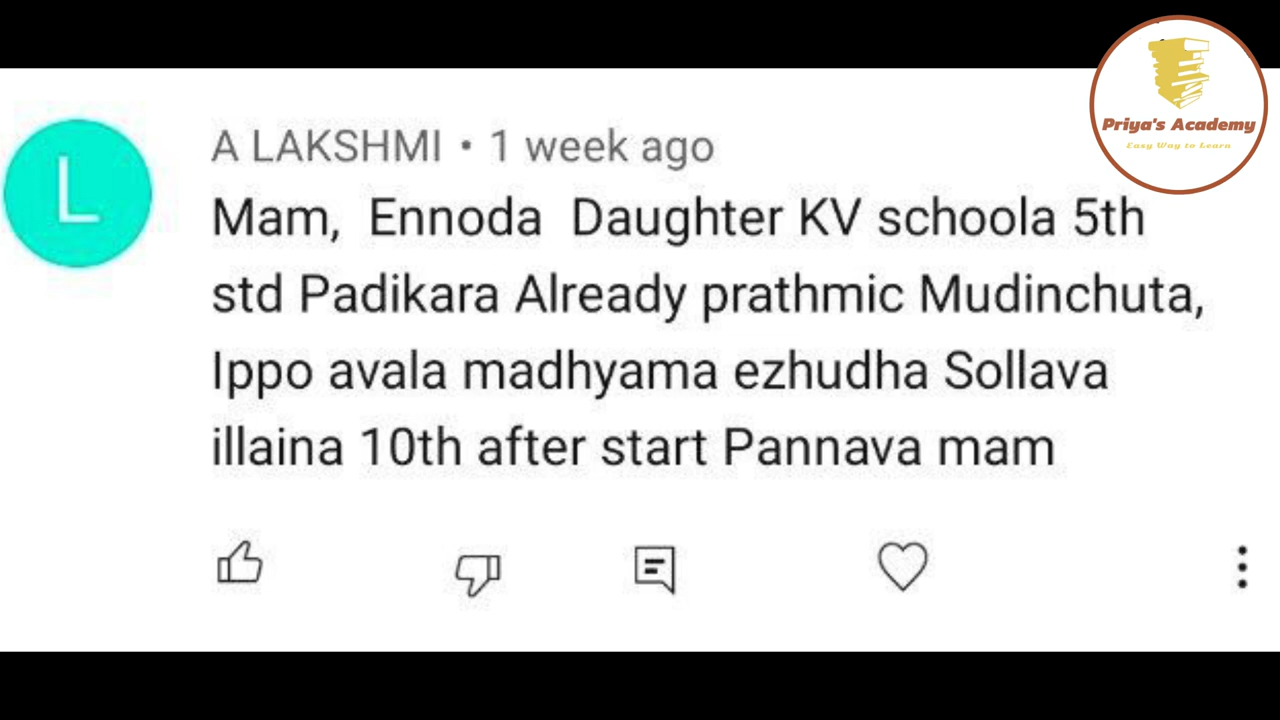 Priya's Academy
Easy Way to Learn
L
A LAKSHMI • 1 week ago
Mam, Ennoda Daughter KV schoola 5th
std Padikara Already prathmic Mudinchuta,
Ippo avala madhyama ezhudha Sollava
illaina 10th after start Pannava mam